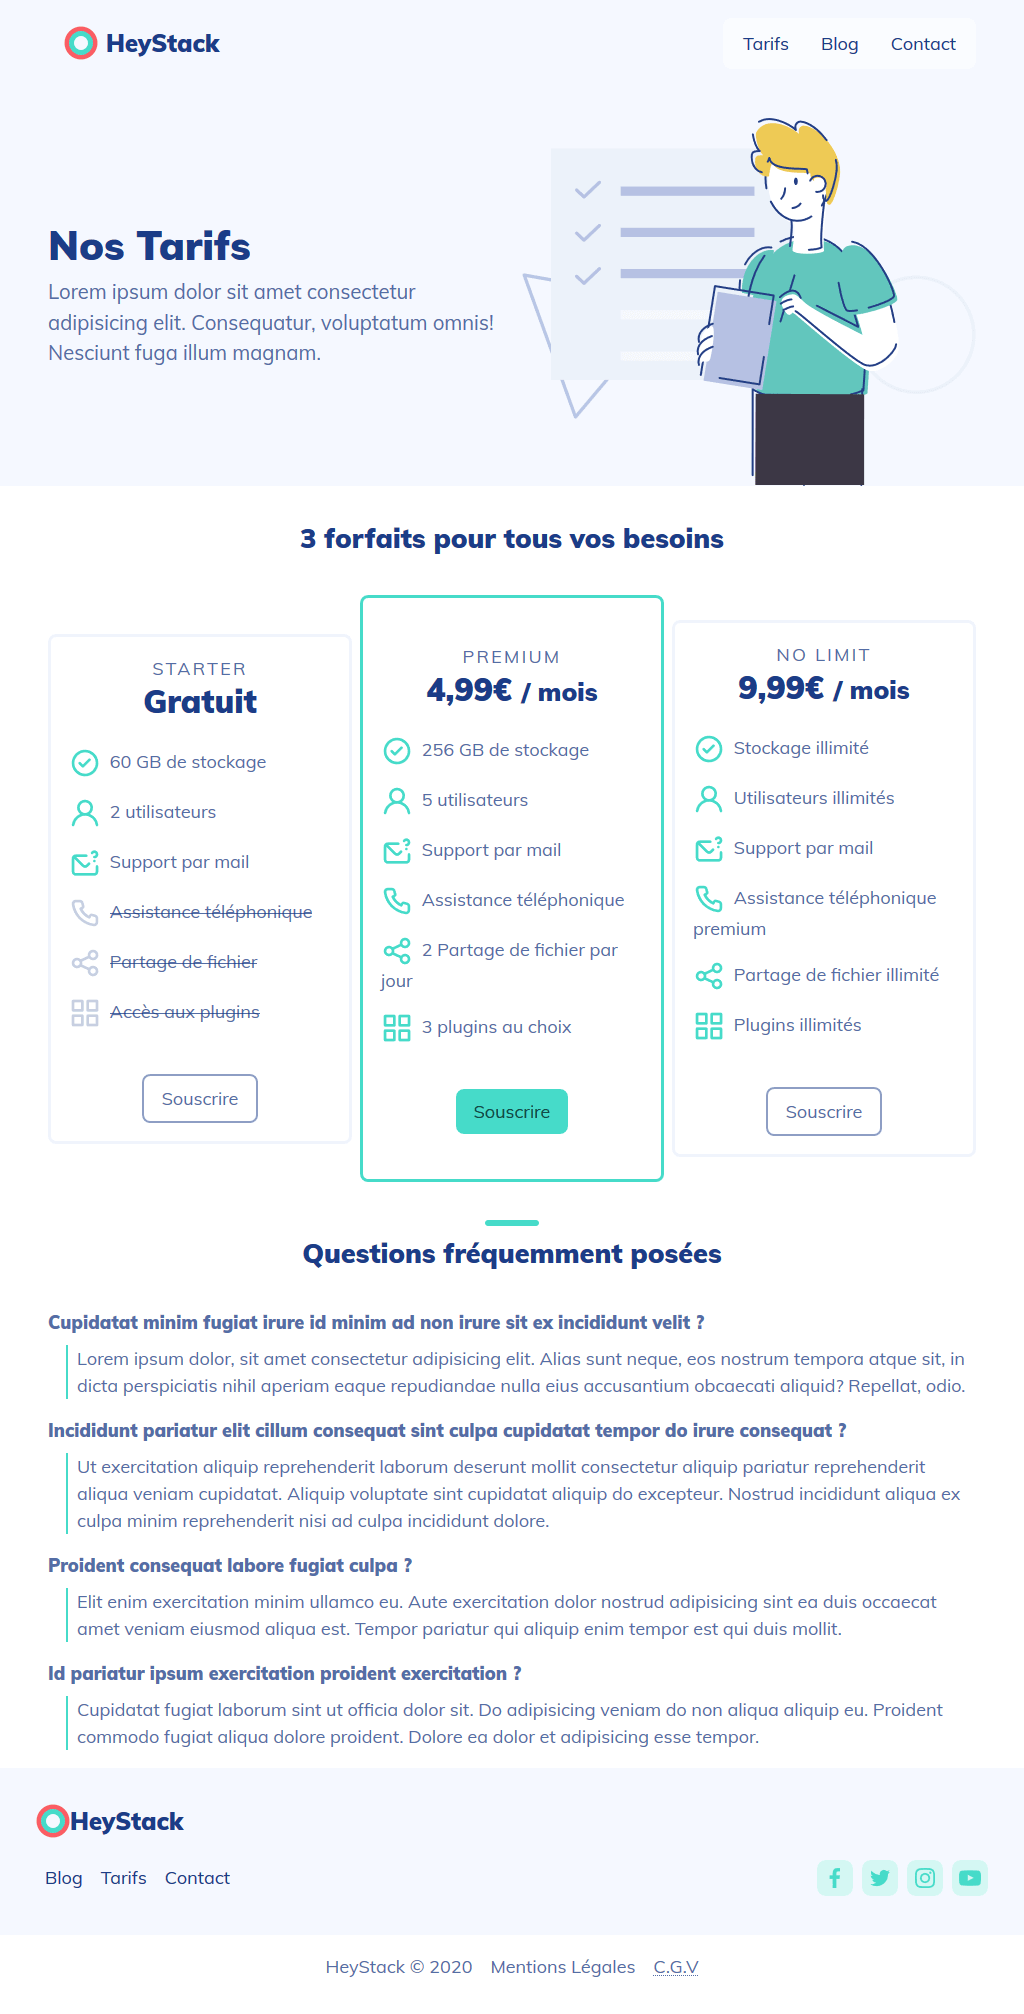 HeyStack
Tarifs
Blog
Contact
Nos Tarifs
Lorem ipsum dolor sit amet consectetur
adipisicing elit. Consequatur, voluptatum omnis!
Nesciunt fuga illum magnam.
3 forfaits pour tous vos besoins
STARTER
Gratuit
60 GB de stockage
2 utilisateurs
Support par mail
Assistance téléphonique
Partage de fichier
Accès aux plugins
Souscrire
PREMIUM
4,99€ / mois
256 GB de stockage
5 utilisateurs
Support par mail
Assistance téléphonique
2 Partage de fichier par
jour
3 plugins au choix
Souscrire
NO LIMIT
9,99€ / mois
Stockage illimité
Utilisateurs illimités
Support par mail
Assistance téléphonique
premium
Partage de fichier illimité
Plugins illimités
Souscrire
Questions fréquemment posées
Cupidatat minim fugiat irure id minim ad non irure sit ex incididunt velit ?
Lorem ipsum dolor, sit amet consectetur adipisicing elit. Alias sunt neque, eos nostrum tempora atque sit, in
dicta perspiciatis nihil aperiam eaque repudiandae nulla eius accusantium obcaecati aliquid? Repellat, odio.
Incididunt pariatur elit cillum consequat sint culpa cupidatat tempor do irure consequat ?
Ut exercitation aliquip reprehenderit laborum deserunt mollit consectetur aliquip pariatur reprehenderit
aliqua veniam cupidatat. Aliquip voluptate sint cupidatat aliquip do excepteur. Nostrud incididunt aliqua ex
culpa minim reprehenderit nisi ad culpa incididunt dolore.
Proident consequat labore fugiat culpa ?
Elit enim exercitation minim ullamco eu. Aute exercitation dolor nostrud adipisicing sint ea duis occaecat
amet veniam eiusmod aliqua est. Tempor pariatur qui aliquip enim tempor est qui duis mollit.
Id pariatur ipsum exercitation proident exercitation ?
Cupidatat fugiat laborum sint ut officia dolor sit. Do adipisicing veniam do non aliqua aliquip eu. Proident
commodo fugiat aliqua dolore proident. Dolore ea dolor et adipisicing esse tempor.
HeyStack
Blog
Tarifs
Contact
HeyStack © 2020
Mentions Légales
C.G.V